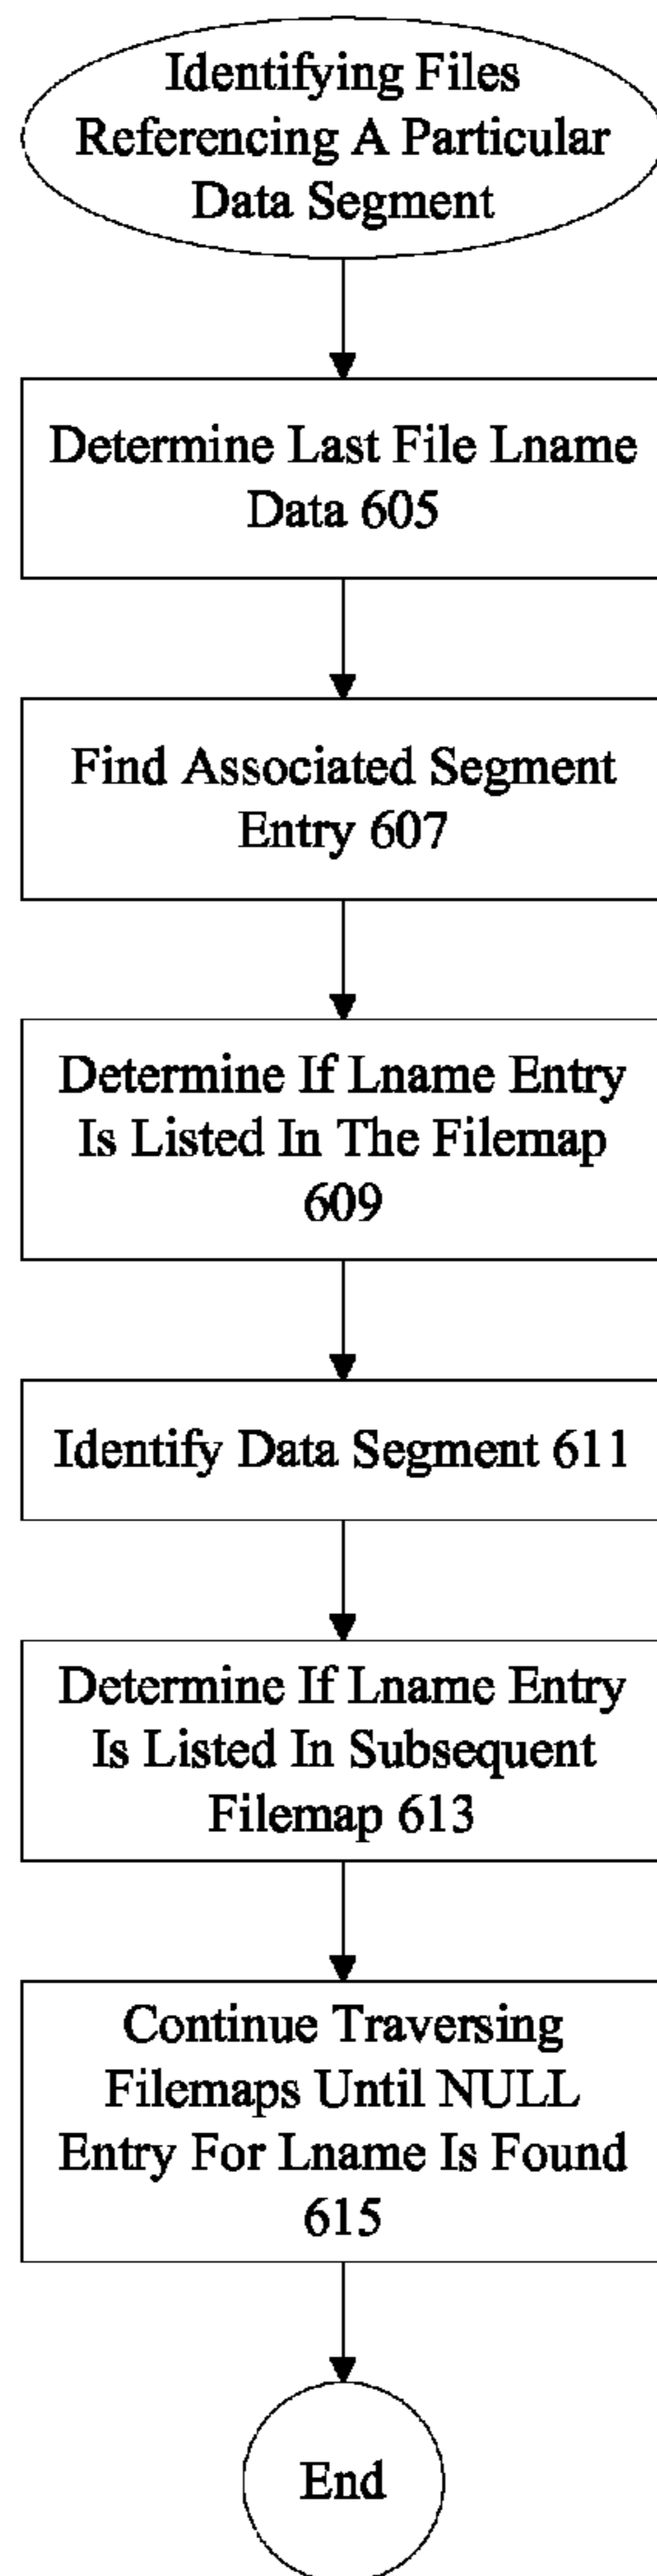 Identifying Files
Referencing A Particular
Data Segment
Determine Last File Lname
Data 605
Find Associated Segment
Entry 607
Determine If Lname Entry
Is Listed In The Filemap
609
Identify Data Segment 611
Determine If Lname Entry
Is Listed In Subsequent
Filemap 613
Continue Traversing
Filemaps Until NULL
Entry For Lname Is Found
615
End